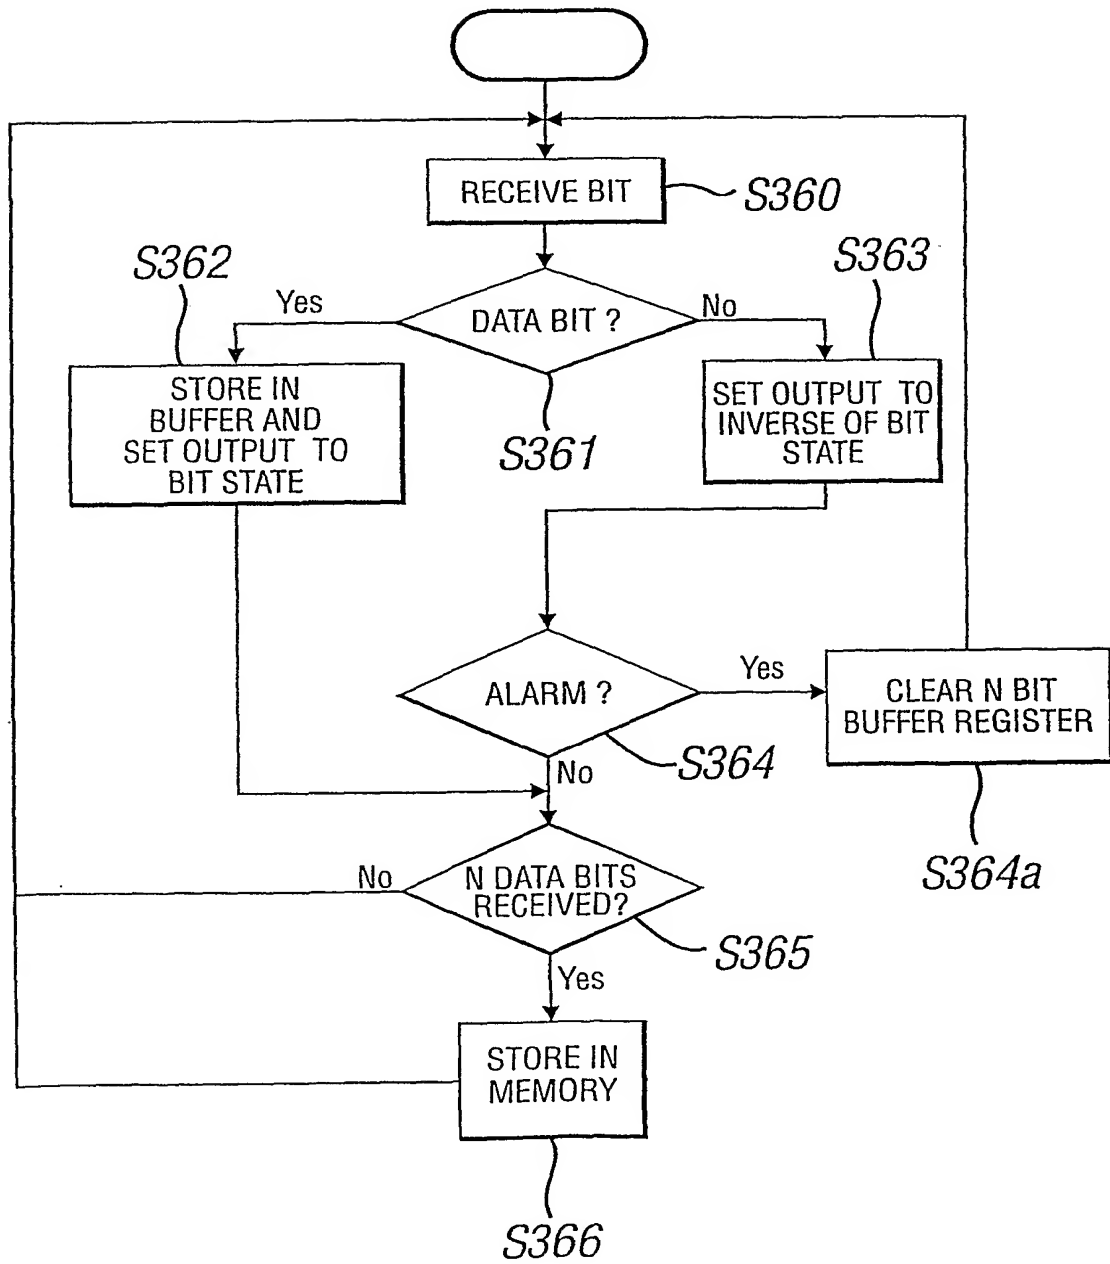 RECEIVE BIT
S360
S362
S363
Yes
DATA BIT ?
No
STORE IN
BUFFER AND
SET OUTPUT TO
BIT STATE
S361
SET OUTPUT TO
INVERSE OF BIT
STATE
ALARM ?
Yes
CLEAR N BIT
BUFFER REGISTER
S364
No
S364a
No
N DATA BITS
RECEIVED?
S365
Yes
STORE IN
MEMORY
S366